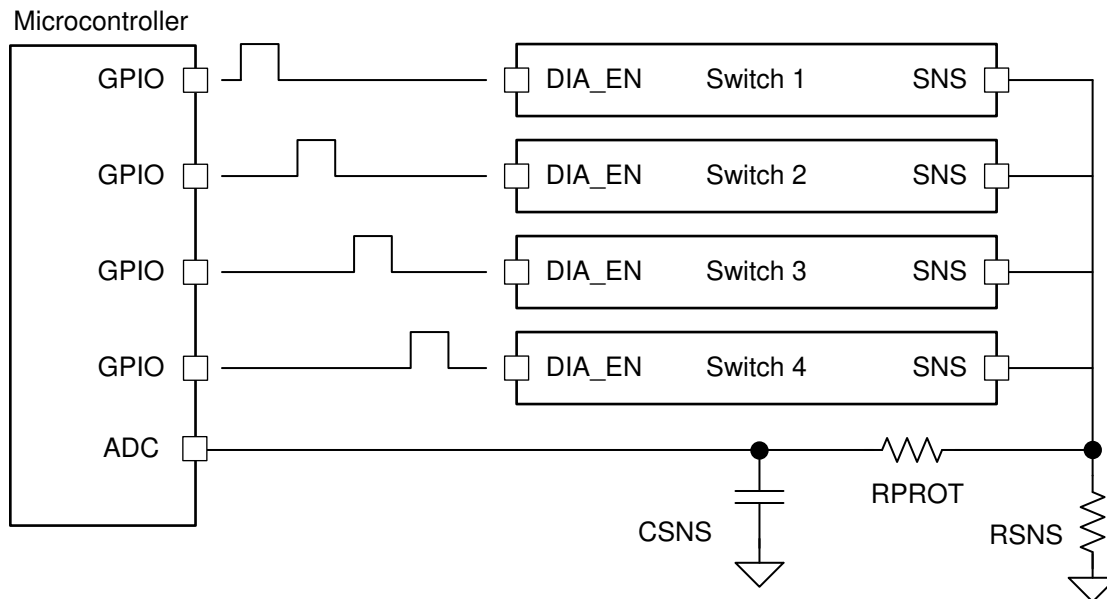 Microcontroller
GPIO DIA_EN Switch 1 SNS
GPIO DIA_EN Switch 2 SNS
GPIO DIA_EN Switch 3 SNS
GPIO DIA_EN Switch 4 SNS
ADC
RPROT
CSNS RSNS